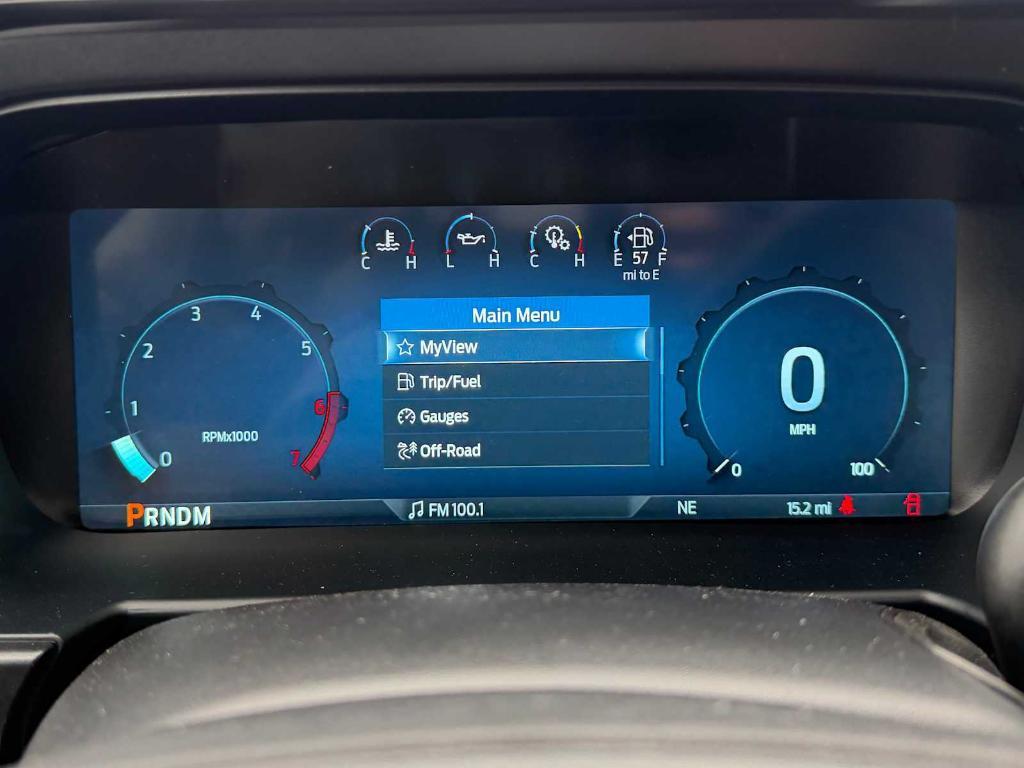 C H
L H
C H
E 57 F
mi to E
0 1 2 3 4 5 6 7
RPMx1000
Main Menu
MyView
Trip/Fuel
Gauges
Off-Road
0
MPH
0 100
PRNDM
FM 100.1
NE
15.2 mi